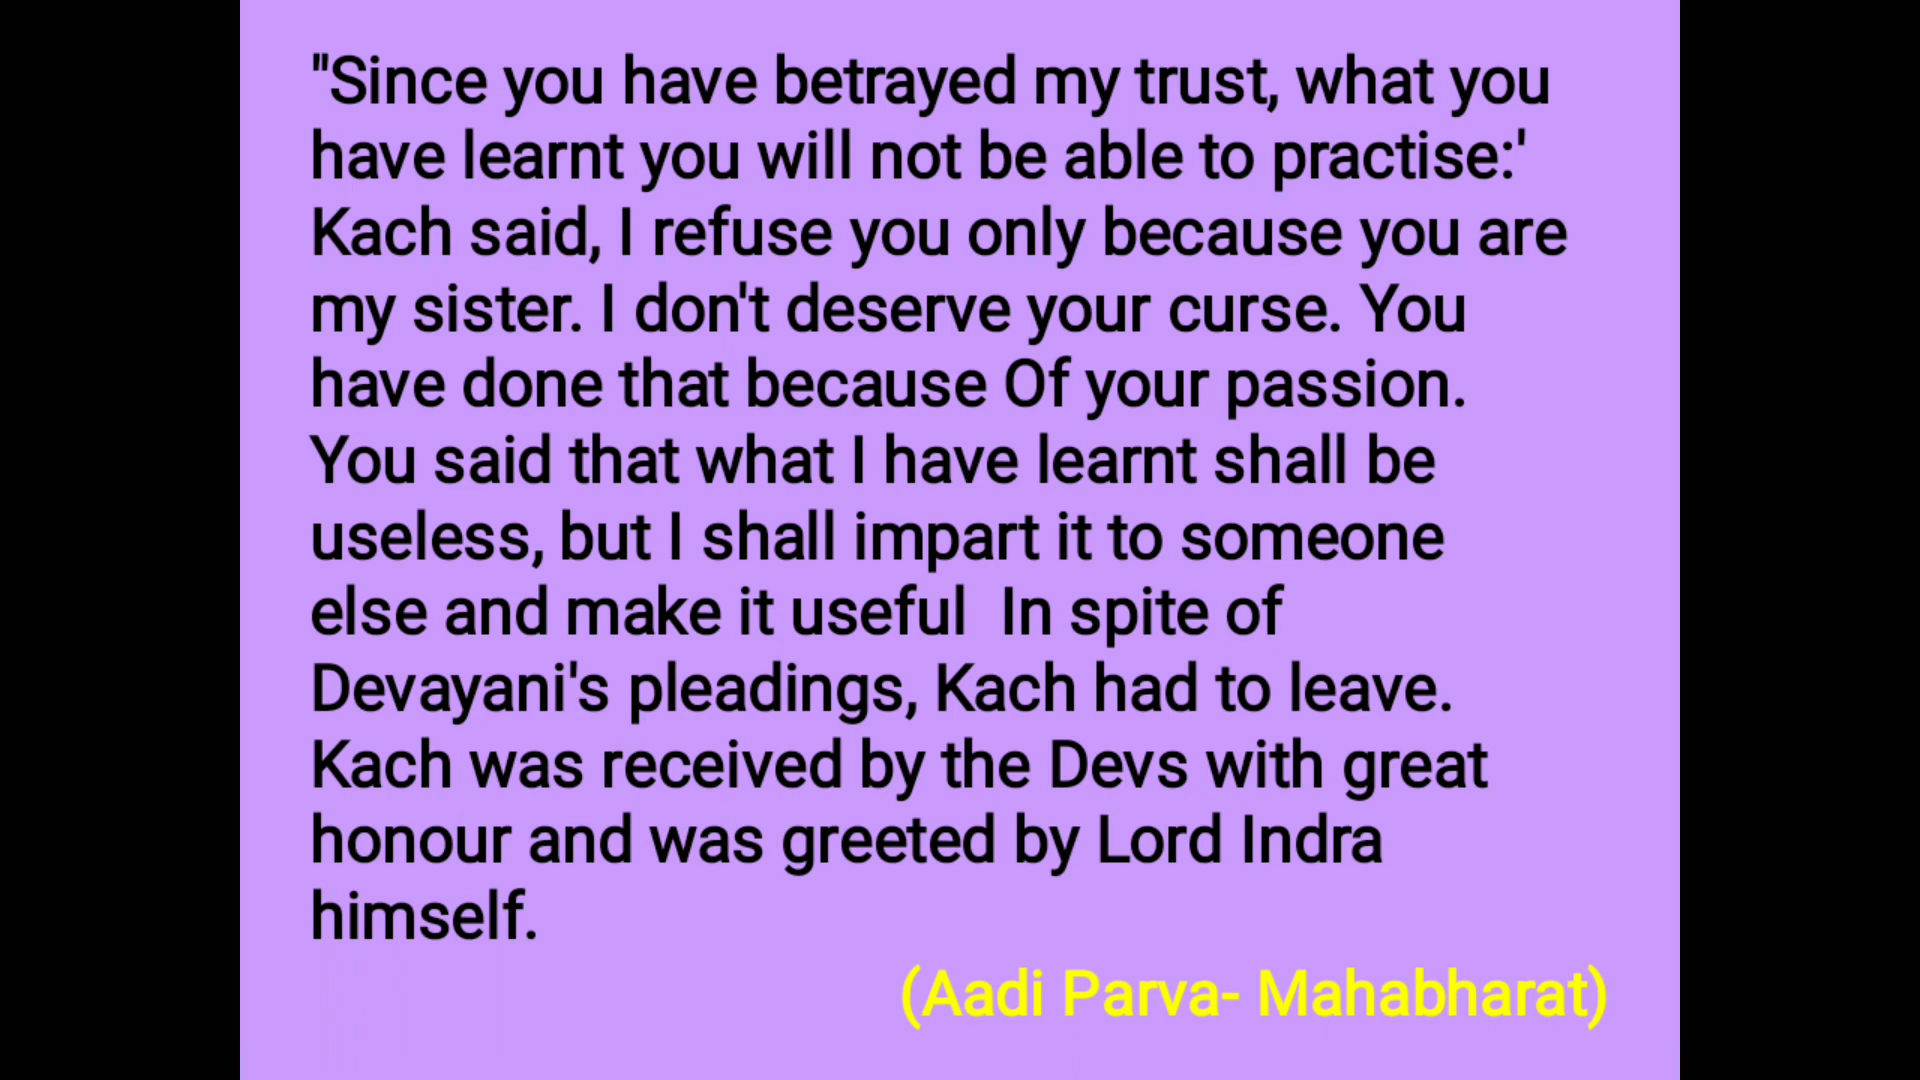 "Since you have betrayed my trust, what you
have learnt you will not be able to practise:'
Kach said, I refuse you only because you are
my sister. I don't deserve your curse. You
have done that because Of your passion.
You said that what I have learnt shall be
useless, but I shall impart it to someone
else and make it useful  In spite of
Devayani's pleadings, Kach had to leave.
Kach was received by the Devs with great
honour and was greeted by Lord Indra
himself.
(Aadi Parva- Mahabharat)